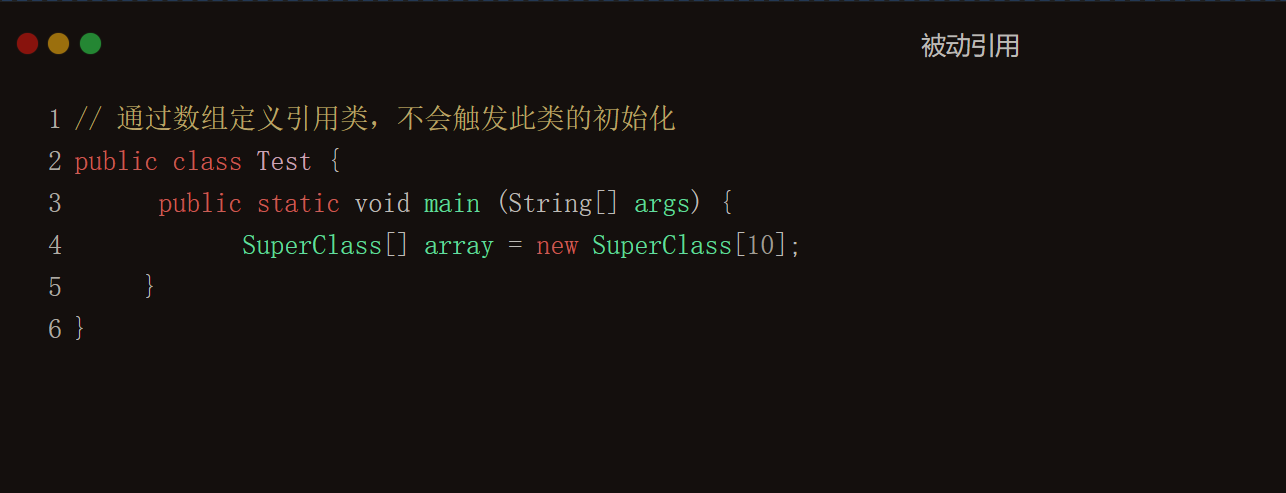 被动引用
1 // 通过数组定义引用类，不会触发此类的初始化
2 public class Test {
3 public static void main (String[] args) {
4 SuperClass[] array = new SuperClass[10];
5 }
6 }